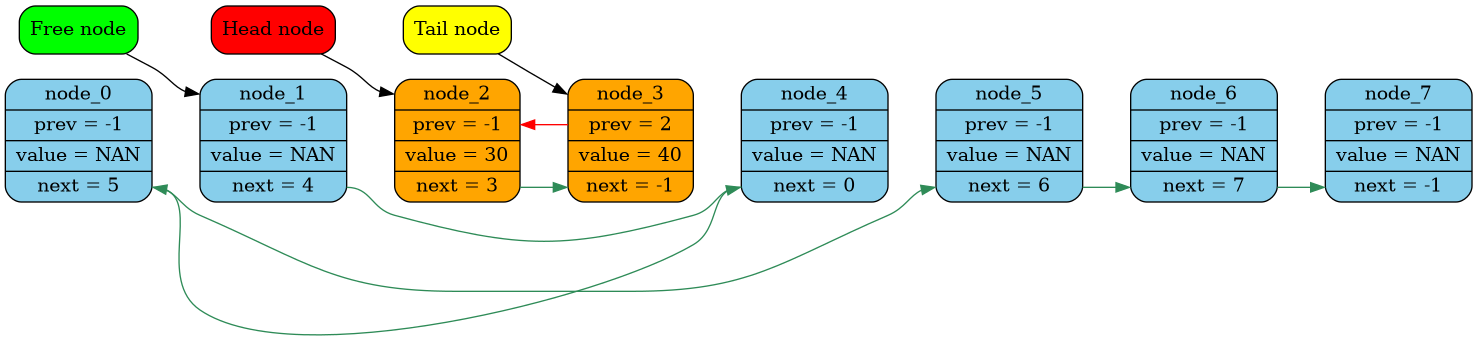 Free node
Head node
Tail node
node_0
prev = -1
value = NAN
next = 5
node_1
prev = -1
value = NAN
next = 4
node_2
prev = -1
value = 30
next = 3
node_3
prev = 2
value = 40
next = -1
node_4
prev = -1
value = NAN
next = 0
node_5
prev = -1
value = NAN
next = 6
node_6
prev = -1
value = NAN
next = 7
node_7
prev = -1
value = NAN
next = -1